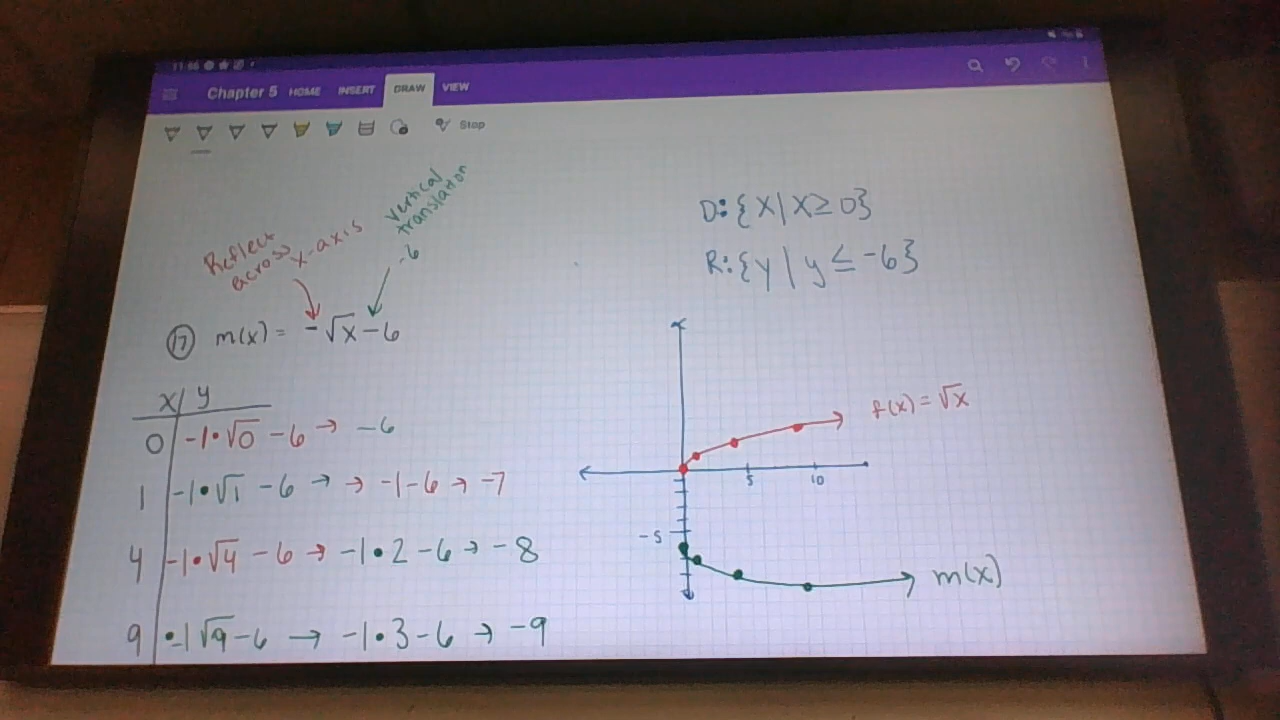 Chapter 5 HOME INSERT DRAW VIEW
Stop
Reflect across x-axis
vertical translation -6
⑰ m(x) = -√x - 6
x | y
0 | -1•√0 - 6 → -6
1 | -1•√1 - 6 → → -1-6 → -7
4 | -1•√4 - 6 → -1•2 - 6 → -8
9 | •-1√9 - 6 → -1•3 - 6 → -9
D: {X | X ≥ 0}
R: {y | y ≤ -6}
f(x) = √x
5 10
-5
m(x)